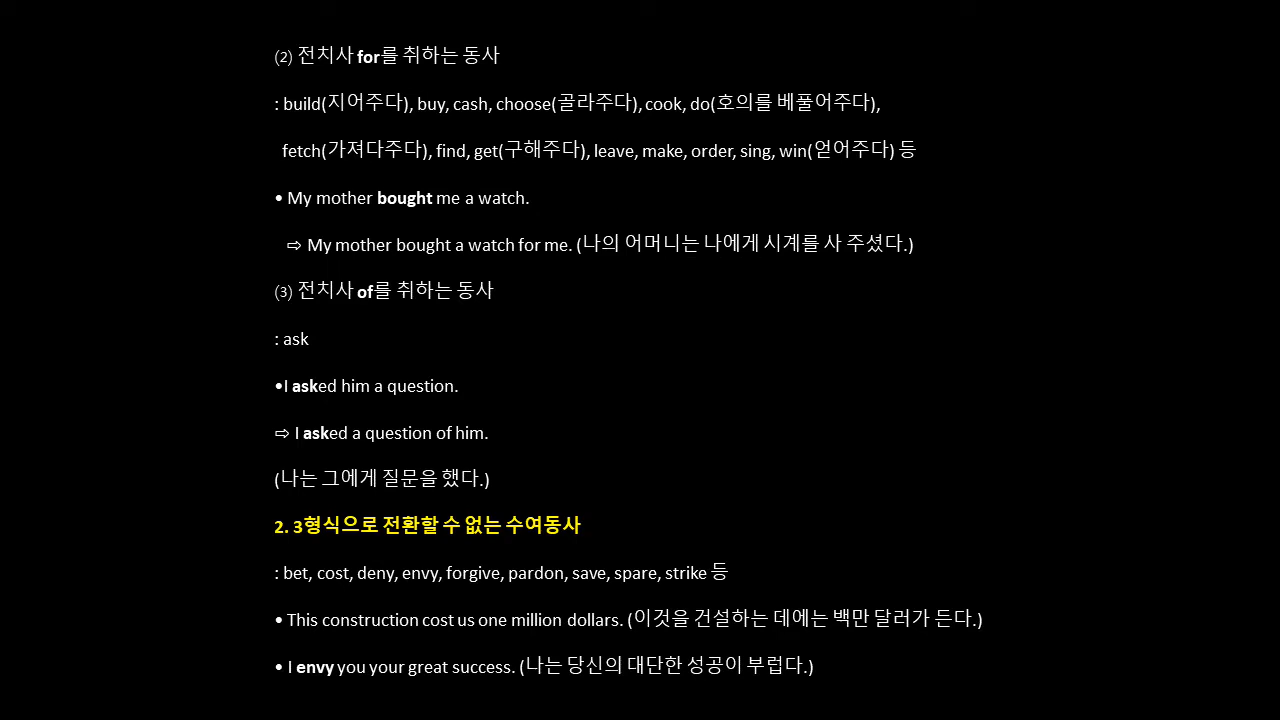 (2) 전치사 for를 취하는 동사
: build(지어주다), buy, cash, choose(골라주다), cook, do(호의를 베풀어주다),
fetch(가져다주다), find, get(구해주다), leave, make, order, sing, win(얻어주다) 등
• My mother bought me a watch.
⇨ My mother bought a watch for me. (나의 어머니는 나에게 시계를 사 주셨다.)
(3) 전치사 of를 취하는 동사
: ask
•I asked him a question.
⇨ I asked a question of him.
(나는 그에게 질문을 했다.)
2. 3형식으로 전환할 수 없는 수여동사
: bet, cost, deny, envy, forgive, pardon, save, spare, strike 등
• This construction cost us one million dollars. (이것을 건설하는 데에는 백만 달러가 든다.)
• I envy you your great success. (나는 당신의 대단한 성공이 부럽다.)